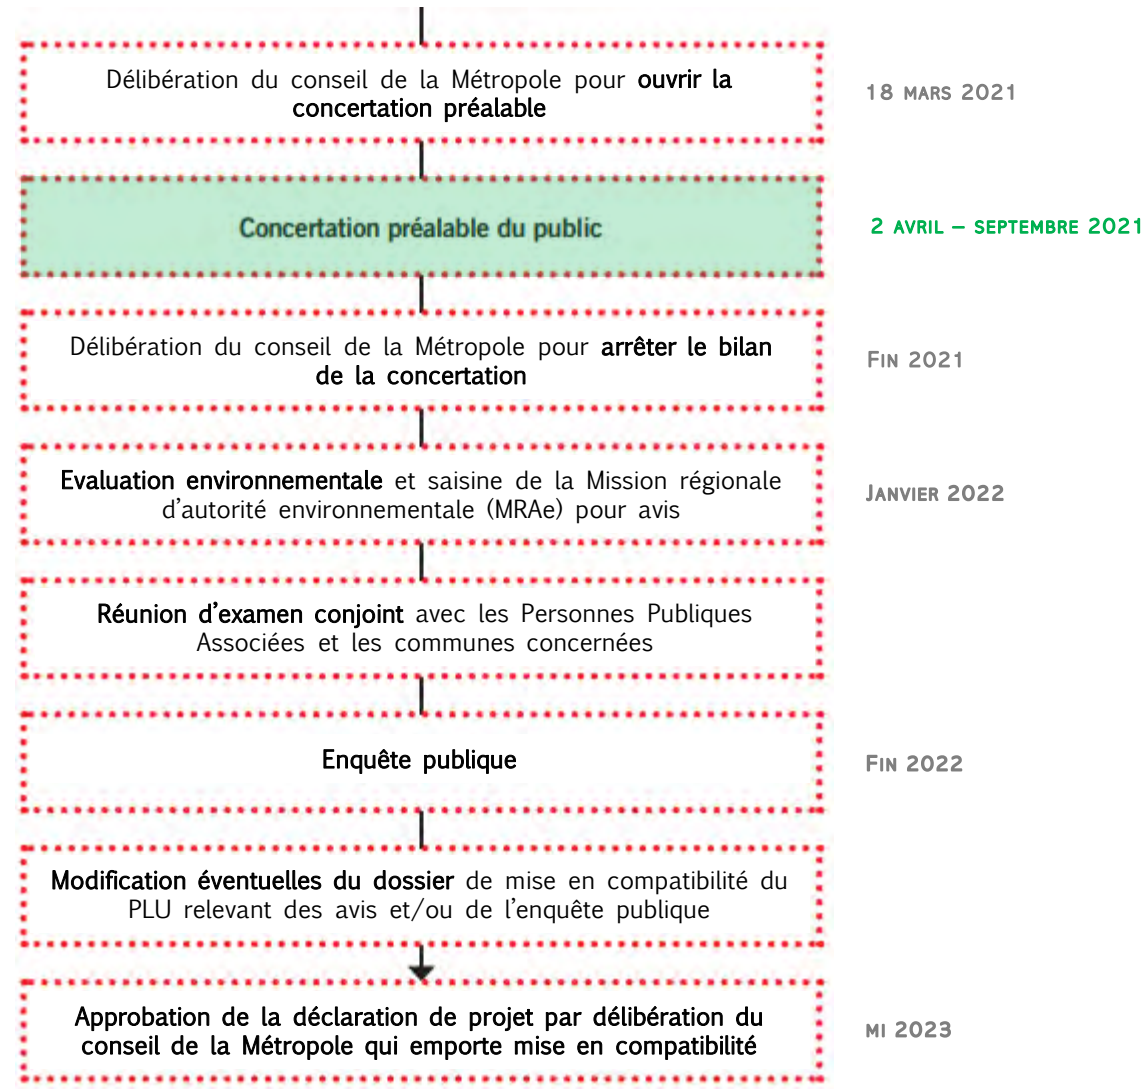 Délibération du conseil de la Métropole pour ouvrir la
concertation préalable
18 MARS 2021
Concertation préalable du public
2 AVRIL – SEPTEMBRE 2021
Délibération du conseil de la Métropole pour arrêter le bilan
de la concertation
FIN 2021
Evaluation environnementale et saisine de la Mission régionale
d'autorité environnementale (MRAe) pour avis
JANVIER 2022
Réunion d'examen conjoint avec les Personnes Publiques
Associées et les communes concernées
Enquête publique
FIN 2022
Modification éventuelles du dossier de mise en compatibilité du
PLU relevant des avis et/ou de l'enquête publique
Approbation de la déclaration de projet par délibération du
conseil de la Métropole qui emporte mise en compatibilité
MI 2023